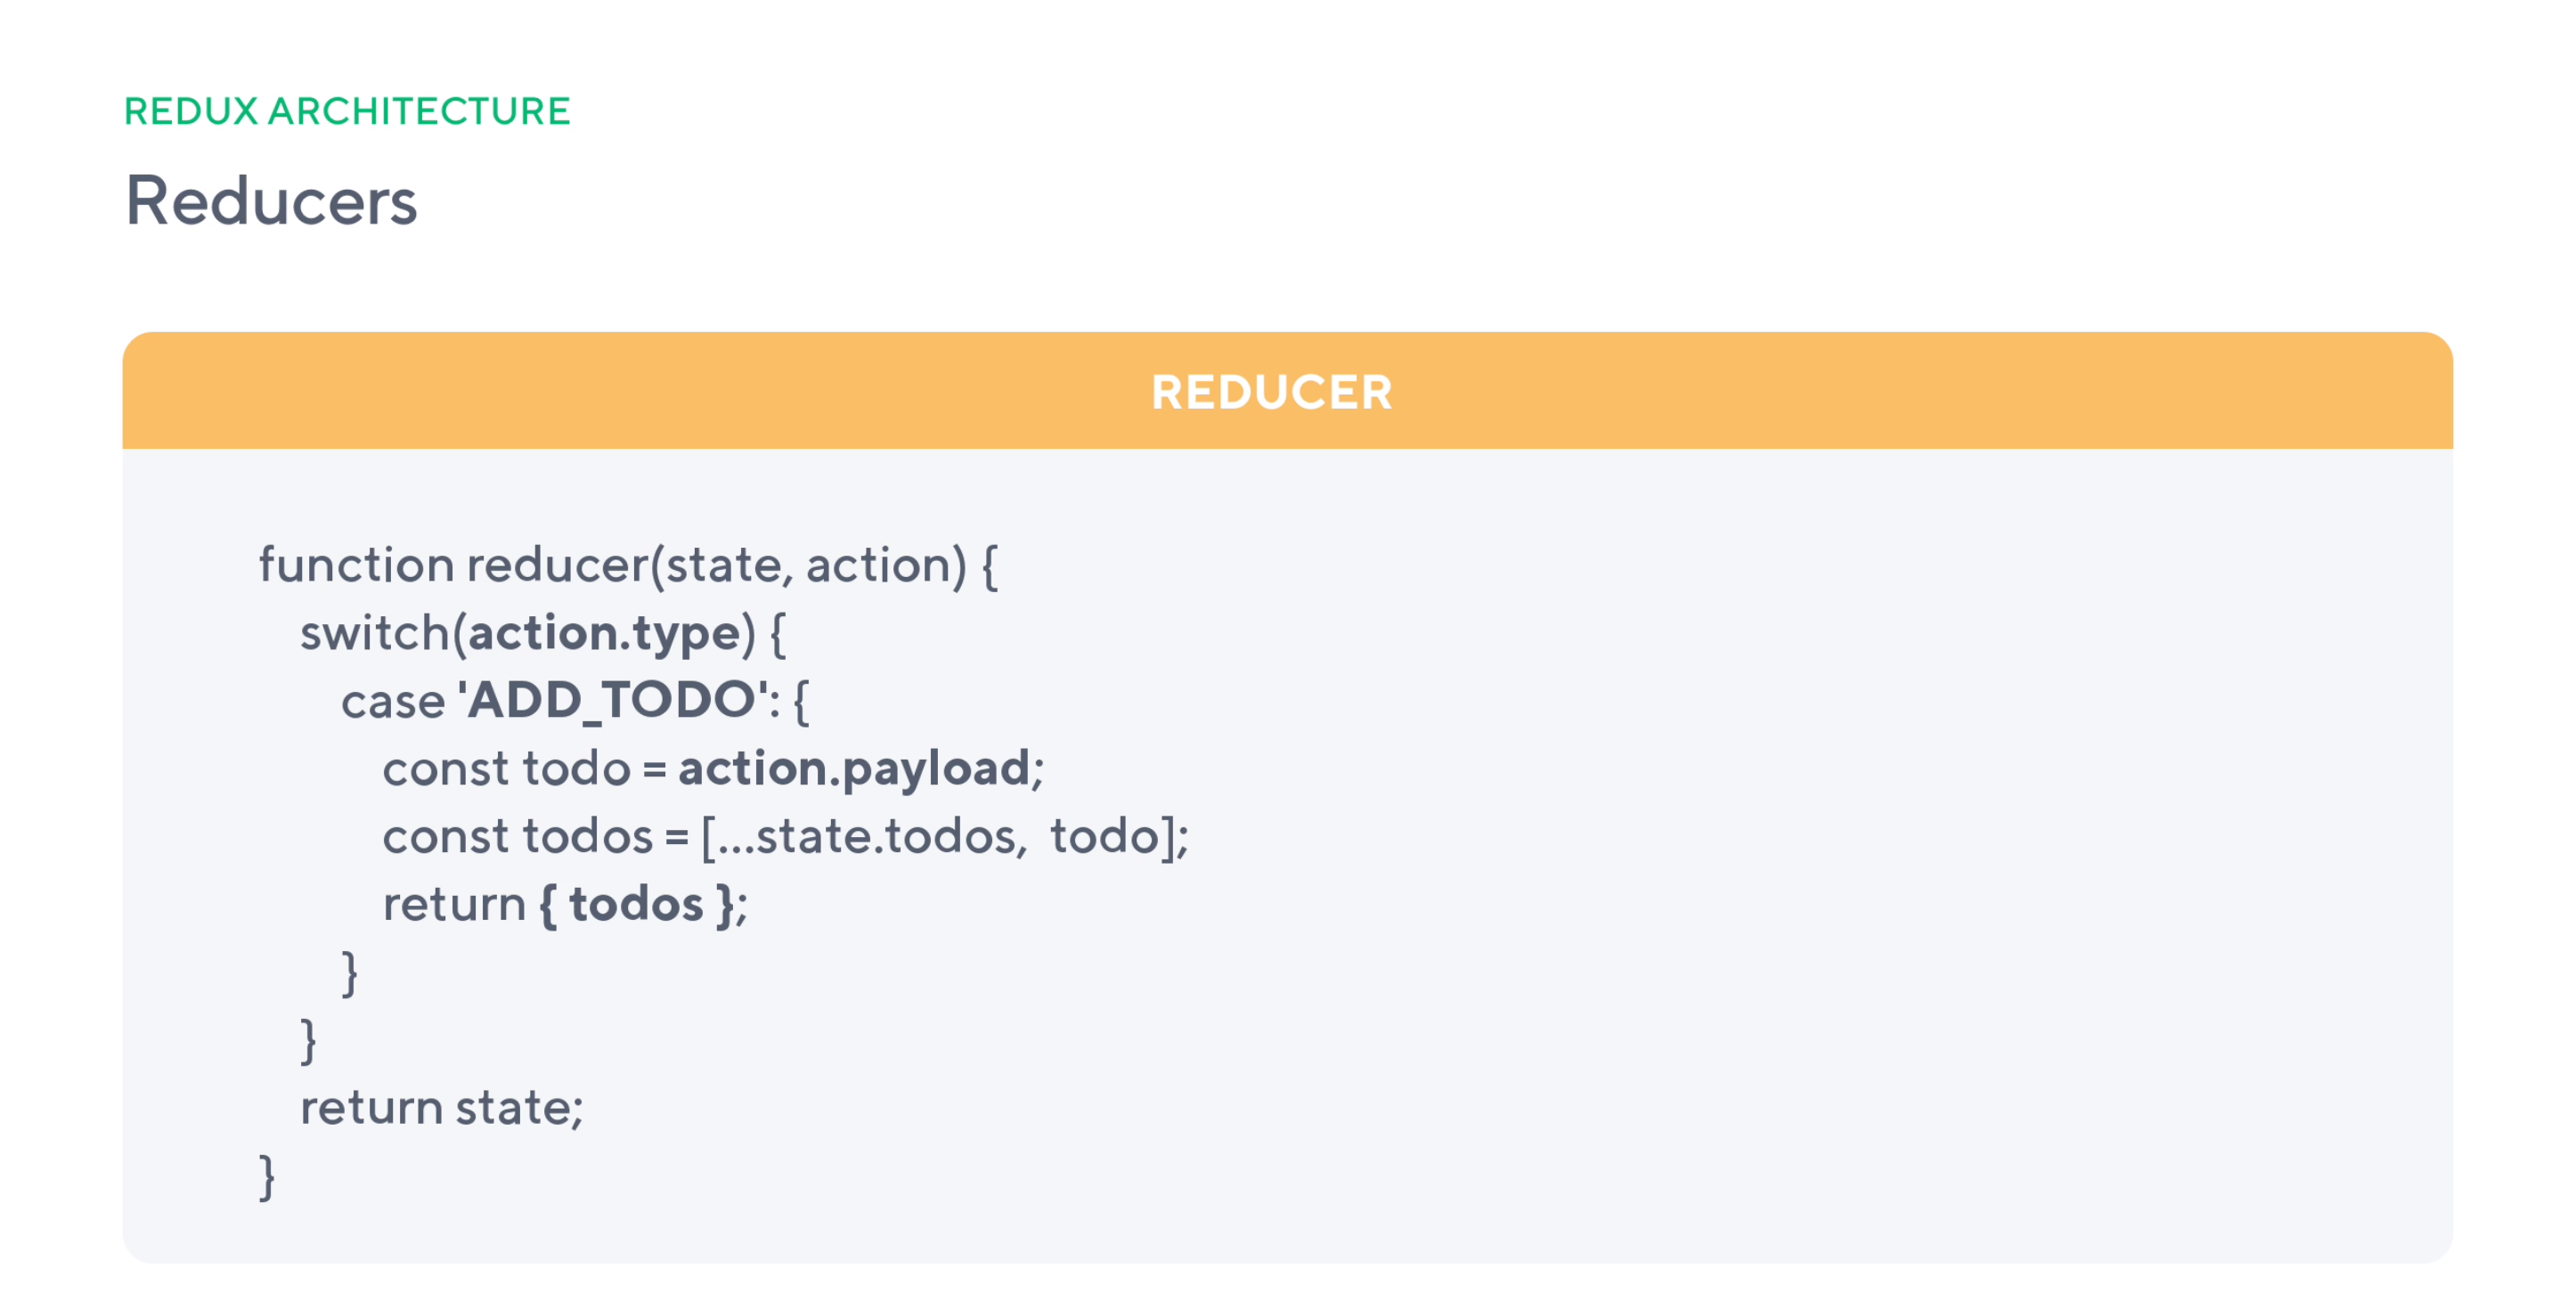 REDUX ARCHITECTURE
Reducers
REDUCER
function reducer(state, action) {
switch(action.type) {
case 'ADD_TODO': {
const todo = action.payload;
const todos = [...state.todos,  todo];
return { todos };
}
}
return state;
}